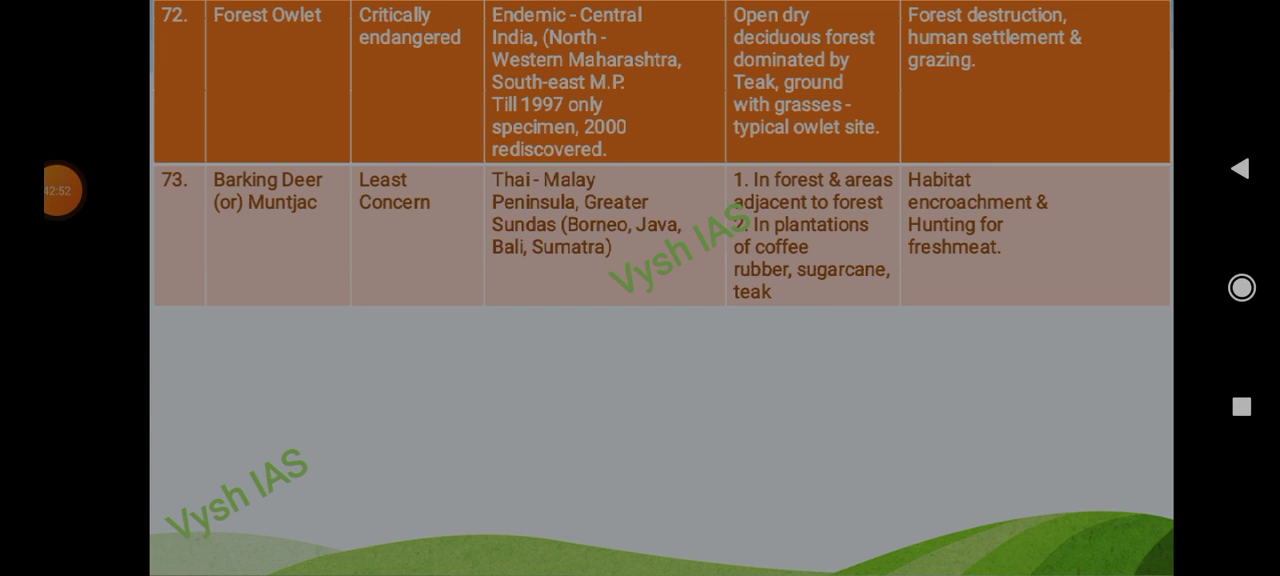 72.
Forest Owlet
Critically
endangered
Endemic - Central
India, (North -
Western Maharashtra,
South-east M.P.
Till 1997 only
specimen, 2000
rediscovered.
Open dry
deciduous forest
dominated by
Teak, ground
with grasses -
typical owlet site.
Forest destruction,
human settlement &
grazing.
73.
Barking Deer
(or) Muntjac
Least
Concern
Thai - Malay
Peninsula, Greater
Sundas (Borneo, Java,
Bali, Sumatra)
1. In forest & areas
adjacent to forest
2. In plantations
of coffee
rubber, sugarcane,
teak
Habitat
encroachment &
Hunting for
freshmeat.
42:52
Vysh IAS
Vysh IAS